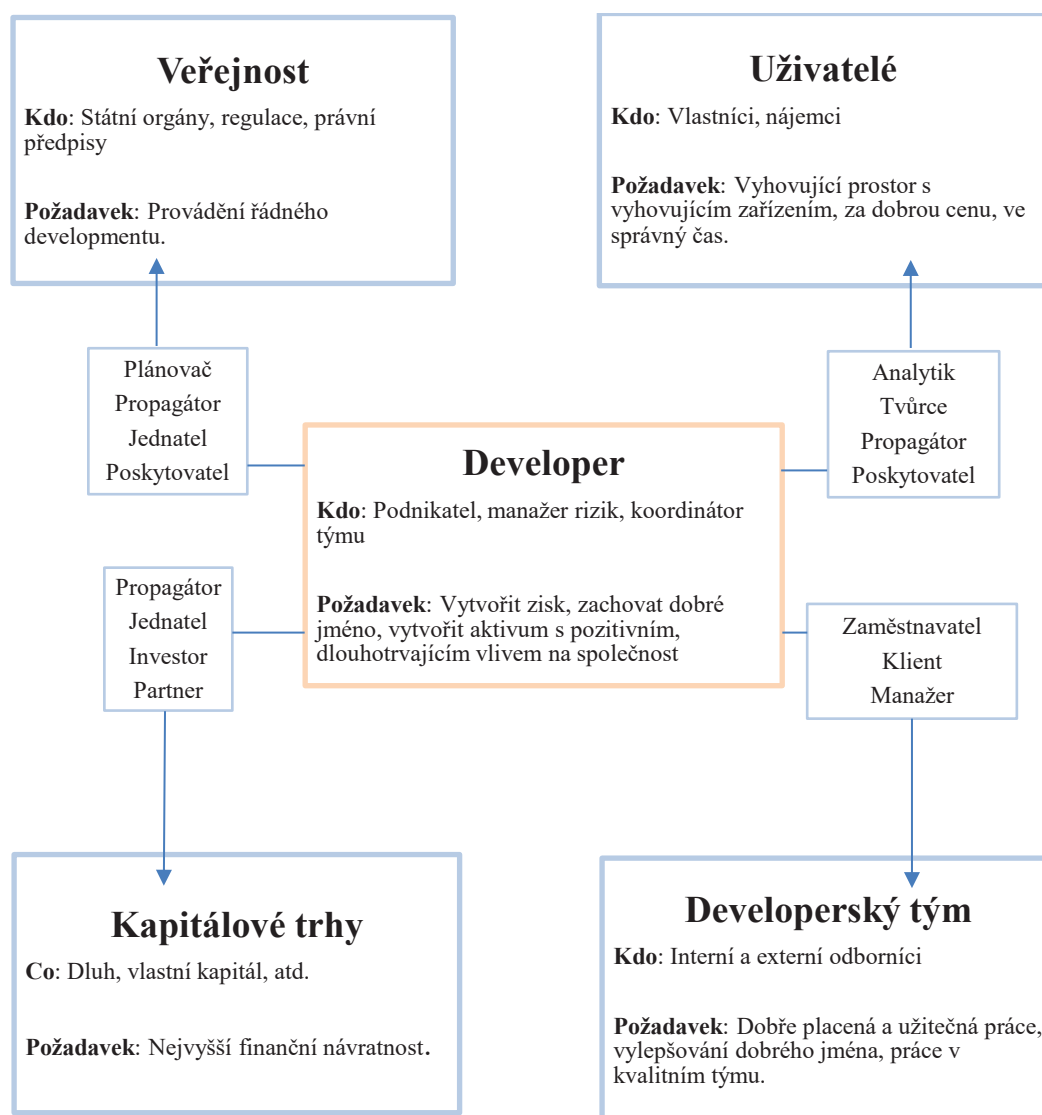 Veřejnost
Kdo: Státní orgány, regulace, právní
předpisy
Požadavek: Provádění řádného
developmentu.
Uživatelé
Kdo: Vlastníci, nájemci
Požadavek: Vyhovující prostor s
vyhovujícím zařízením, za dobrou cenu, ve
správný čas.
Plánovač
Propagátor
Jednatel
Poskytovatel
Analytik
Tvůrce
Propagátor
Poskytovatel
Developer
Kdo: Podnikatel, manažer rizik, koordinátor
týmu
Požadavek: Vytvořit zisk, zachovat dobré
jméno, vytvořit aktivum s pozitivním,
dlouhotrvajícím vlivem na společnost
Propagátor
Jednatel
Investor
Partner
Zaměstnavatel
Klient
Manažer
Kapitálové trhy
Co: Dluh, vlastní kapitál, atd.
Požadavek: Nejvyšší finanční návratnost.
Developerský tým
Kdo: Interní a externí odborníci
Požadavek: Dobře placená a užitečná práce,
vylepšování dobrého jména, práce v
kvalitním týmu.